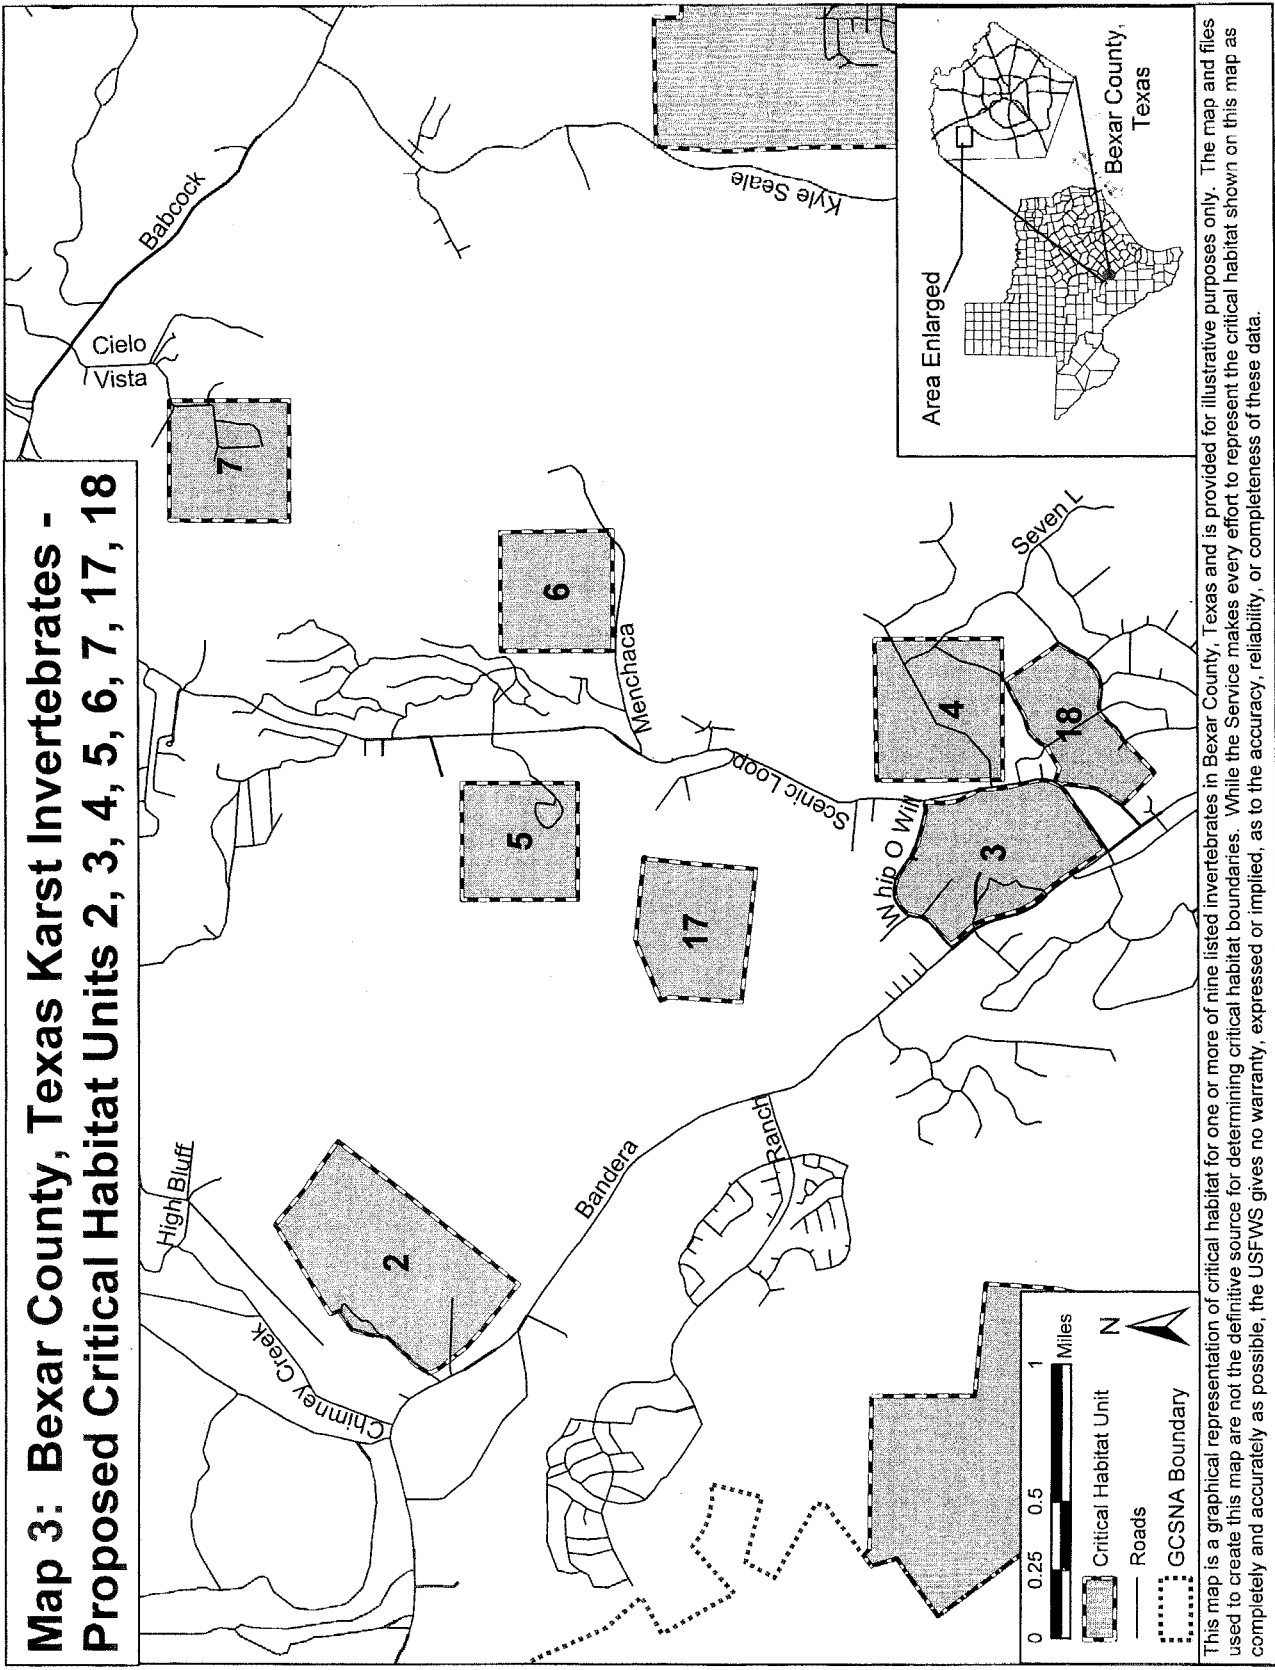 Map 3: Bexar County, Texas Karst Invertebrates -
Proposed Critical Habitat Units 2, 3, 4, 5, 6, 7, 17, 18
High Bluff
Chimney Creek
2
Bandera
Ranch
5
17
6
Menchaca
Scenic Loop
Whip O Will
3
4
18
Seven L
7
Cielo
Vista
Babcock
Kyle Seale
Area Enlarged
Bexar County,
Texas
0 0.25 0.5 1
Miles
N
Critical Habitat Unit
Roads
GCSNA Boundary
This map is a graphical representation of critical habitat for one or more of nine listed invertebrates in Bexar County, Texas and is provided for illustrative purposes only. The map and files
used to create this map are not the definitive source for determining critical habitat boundaries. While the Service makes every effort to represent the critical habitat shown on this map as
completely and accurately as possible, the USFWS gives no warranty, expressed or implied, as to the accuracy, reliability, or completeness of these data.